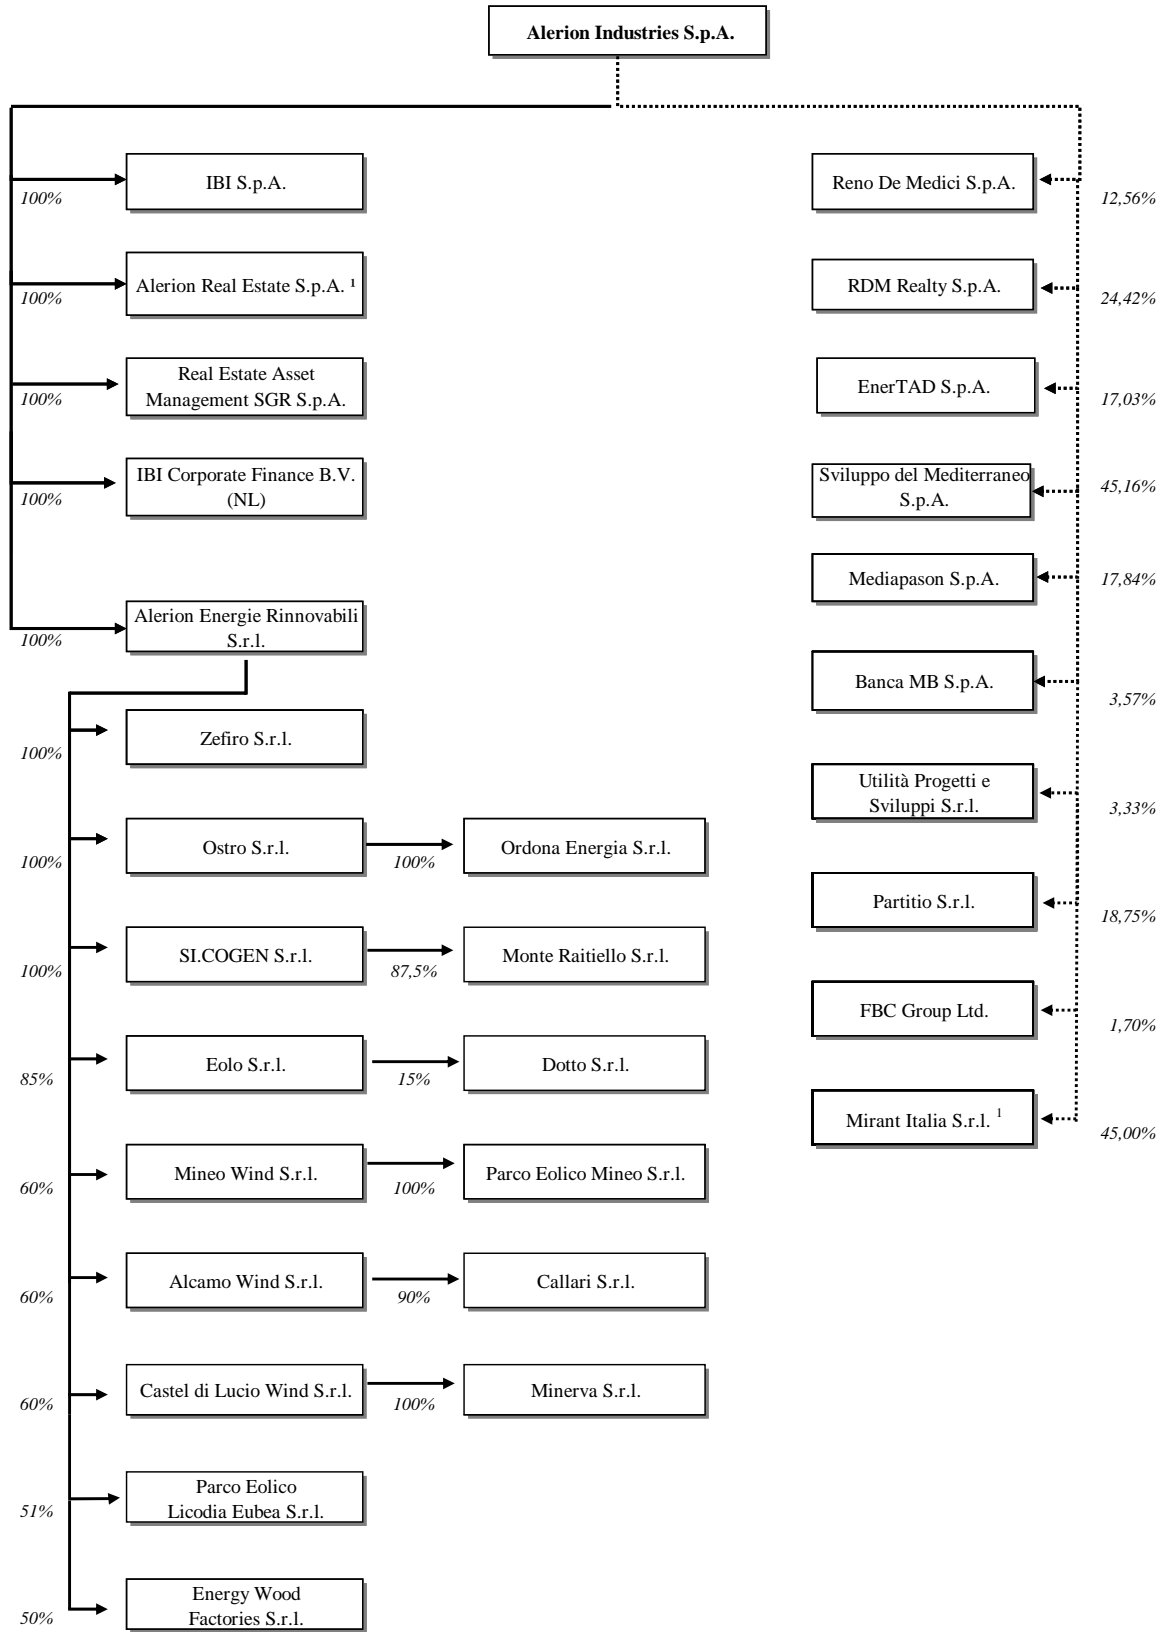 Alerion Industries S.p.A.
IBI S.p.A.
100%
Alerion Real Estate S.p.A. ¹
100%
Real Estate Asset
Management SGR S.p.A.
100%
IBI Corporate Finance B.V.
(NL)
100%
Alerion Energie Rinnovabili
S.r.l.
100%
Zefiro S.r.l.
100%
Ostro S.r.l.
100%
100%
Ordona Energia S.r.l.
SI.COGEN S.r.l.
100%
87,5%
Monte Raitiello S.r.l.
Eolo S.r.l.
85%
15%
Dotto S.r.l.
Mineo Wind S.r.l.
60%
100%
Parco Eolico Mineo S.r.l.
Alcamo Wind S.r.l.
60%
90%
Callari S.r.l.
Castel di Lucio Wind S.r.l.
60%
100%
Minerva S.r.l.
Parco Eolico
Licodia Eubea S.r.l.
51%
Energy Wood
Factories S.r.l.
50%
Reno De Medici S.p.A.
12,56%
RDM Realty S.p.A.
24,42%
EnerTAD S.p.A.
17,03%
Sviluppo del Mediterraneo
S.p.A.
45,16%
Mediapason S.p.A.
17,84%
Banca MB S.p.A.
3,57%
Utilità Progetti e
Sviluppi S.r.l.
3,33%
Partitio S.r.l.
18,75%
FBC Group Ltd.
1,70%
Mirant Italia S.r.l. ¹
45,00%